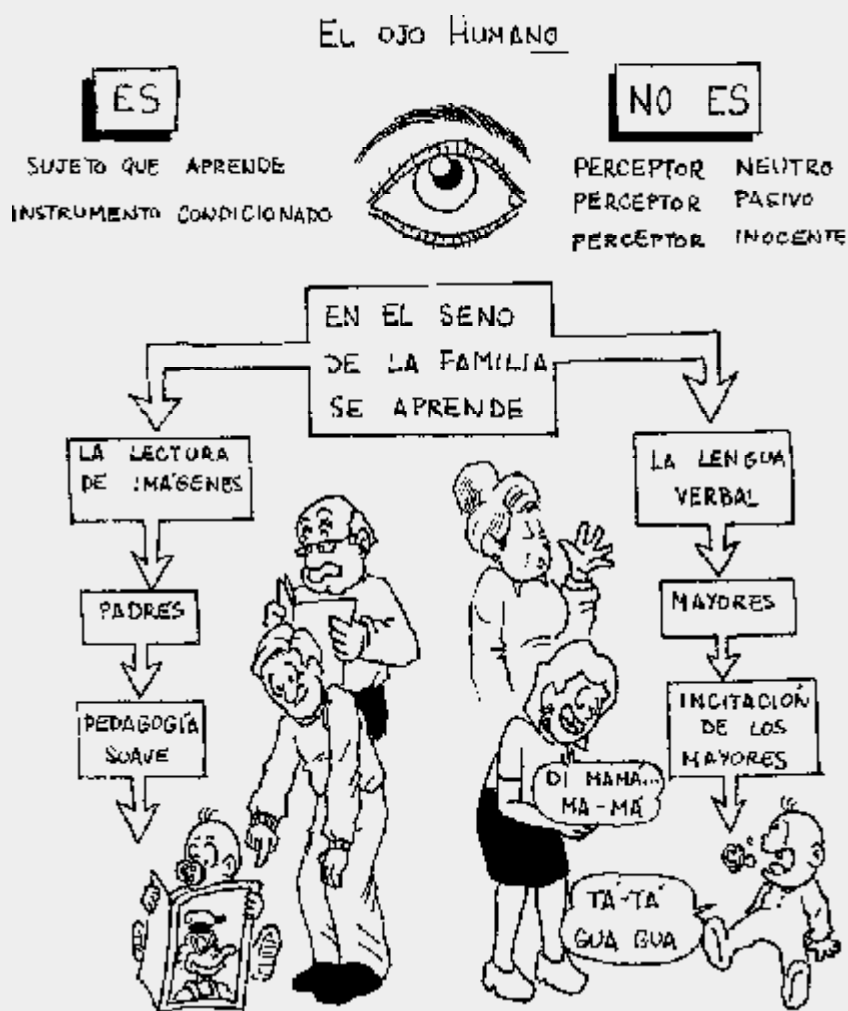 EL OJO HUMANO
ES
SUJETO QUE APRENDE
INSTRUMENTO CONDICIONADO
NO ES
PERCEPTOR NEUTRO
PERCEPTOR PASIVO
PERCEPTOR INOCENTE
EN EL SENO
DE LA FAMILIA
SE APRENDE
LA LECTURA
DE IMÁGENES
PADRES
PEDAGOGÍA
SUAVE
LA LENGUA
VERBAL
MAYORES
INCITACIÓN
DE LOS
MAYORES
DI MAMA...
MA-MÁ
TA-TA
GUA GUA